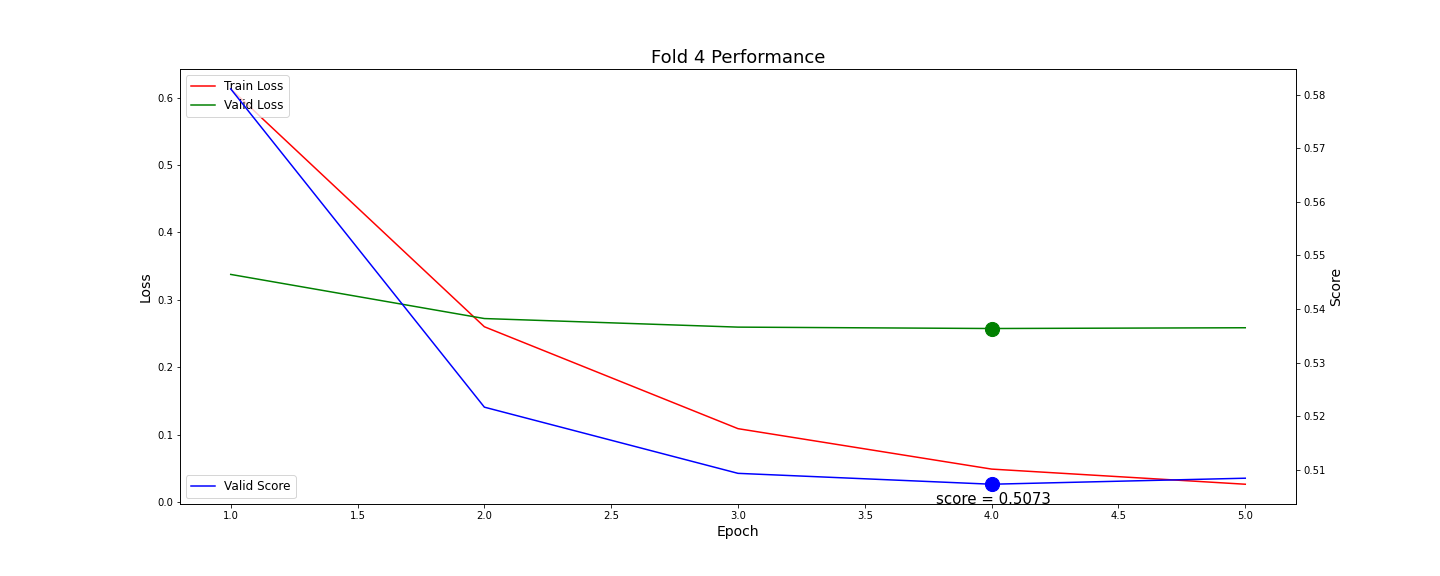 Fold 4 Performance
Train Loss
Valid Loss
Valid Score
score = 0.5073
0.6
0.5
0.4
0.3
0.2
0.1
0.0
Loss
0.58
0.57
0.56
0.55
0.54
0.53
0.52
0.51
Score
1.0 1.5 2.0 2.5 3.0 3.5 4.0 4.5 5.0
Epoch